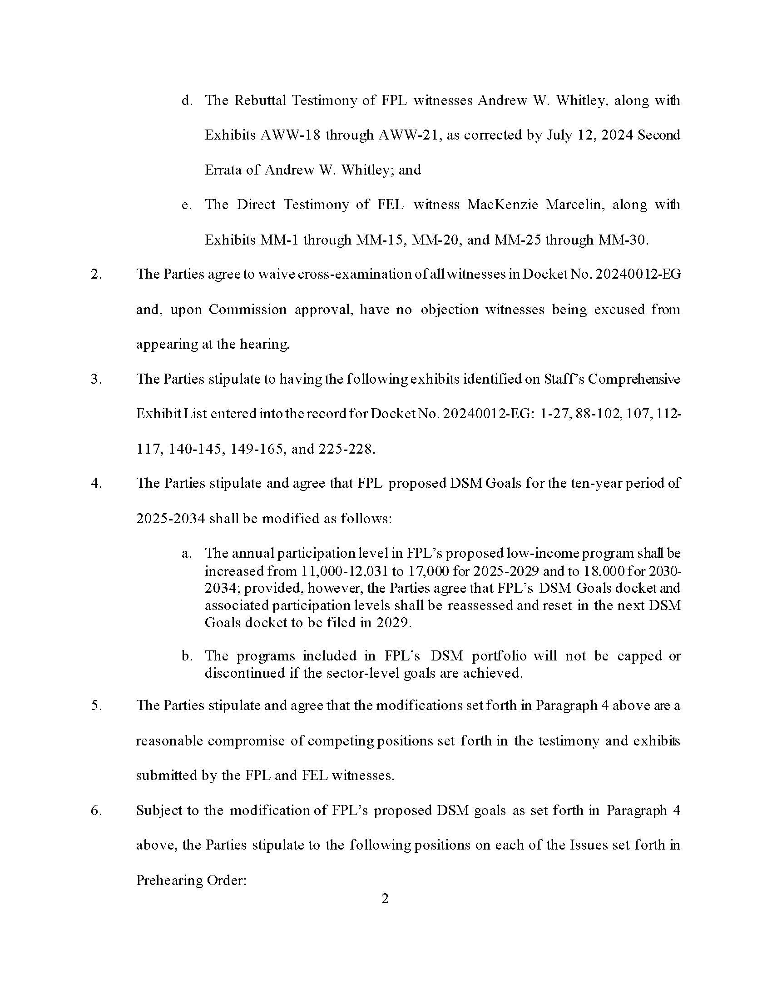 d. The Rebuttal Testimony of FPL witnesses Andrew W. Whitley, along with
Exhibits AWW-18 through AWW-21, as corrected by July 12, 2024 Second
Errata of Andrew W. Whitley; and
e. The Direct Testimony of FEL witness MacKenzie Marcelin, along with
Exhibits MM-1 through MM-15, MM-20, and MM-25 through MM-30.
2. The Parties agree to waive cross-examination of all witnesses in Docket No. 20240012-EG
and, upon Commission approval, have no objection witnesses being excused from
appearing at the hearing.
3. The Parties stipulate to having the following exhibits identified on Staff’s Comprehensive
Exhibit List entered into the record for Docket No. 20240012-EG: 1-27, 88-102, 107, 112-
117, 140-145, 149-165, and 225-228.
4. The Parties stipulate and agree that FPL proposed DSM Goals for the ten-year period of
2025-2034 shall be modified as follows:
a. The annual participation level in FPL’s proposed low-income program shall be
increased from 11,000-12,031 to 17,000 for 2025-2029 and to 18,000 for 2030-
2034; provided, however, the Parties agree that FPL’s DSM Goals docket and
associated participation levels shall be reassessed and reset in the next DSM
Goals docket to be filed in 2029.
b. The programs included in FPL’s DSM portfolio will not be capped or
discontinued if the sector-level goals are achieved.
5. The Parties stipulate and agree that the modifications set forth in Paragraph 4 above are a
reasonable compromise of competing positions set forth in the testimony and exhibits
submitted by the FPL and FEL witnesses.
6. Subject to the modification of FPL’s proposed DSM goals as set forth in Paragraph 4
above, the Parties stipulate to the following positions on each of the Issues set forth in
Prehearing Order:
2